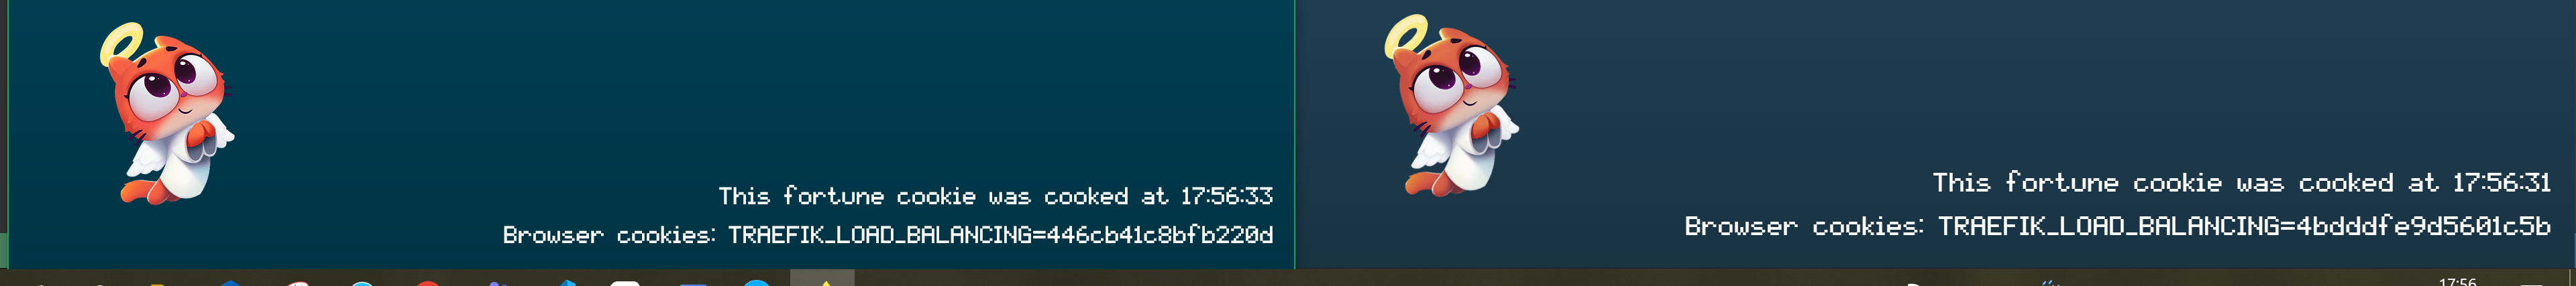 This fortune cookie was cooked at 17:56:33
Browser cookies: TRAEFIK_LOAD_BALANCING=446cb41c8bfb220d
This fortune cookie was cooked at 17:56:31
Browser cookies: TRAEFIK_LOAD_BALANCING=4bdddfe9d5601c5b
17:56